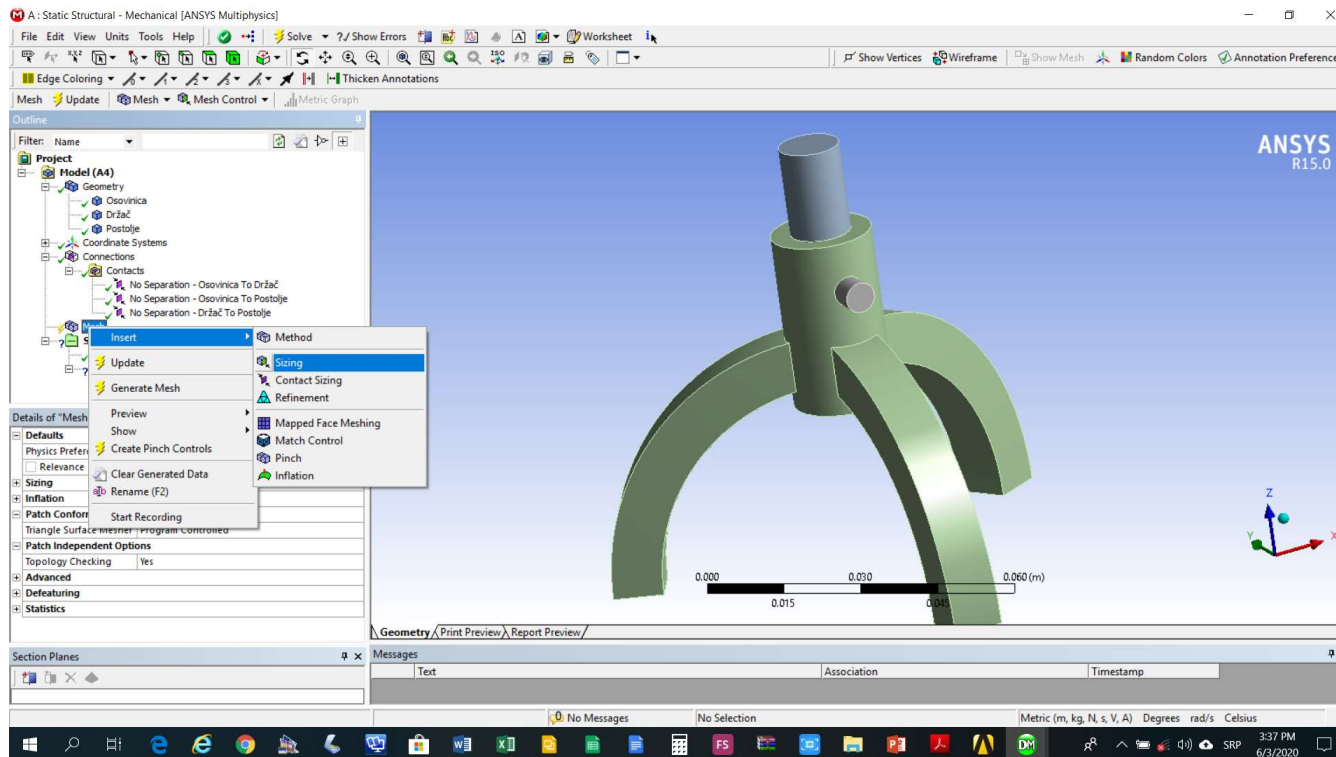 A : Static Structural - Mechanical [ANSYS Multiphysics]
File Edit View Units Tools Help Solve ?/ Show Errors Worksheet
Show Vertices Wireframe Show Mesh Random Colors Annotation Preference
Edge Coloring Thicken Annotations
Mesh Update Mesh Mesh Control Metric Graph
Outline
Filter: Name
Project
Model (A4)
Geometry
Osovinica
Držač
Postolje
Coordinate Systems
Connections
Contacts
No Separation - Osovinica To Držač
No Separation - Osovinica To Postolje
No Separation - Držač To Postolje
Insert
Update
Generate Mesh
Preview
Show
Create Pinch Controls
Clear Generated Data
Rename (F2)
Start Recording
Method
Sizing
Contact Sizing
Refinement
Mapped Face Meshing
Match Control
Pinch
Inflation
Details of "Mesh
Defaults
Physics Prefer
Relevance
Sizing
Inflation
Patch Confor
Triangle Surface Mesher Program Controlled
Patch Independent Options
Topology Checking Yes
Advanced
Defeaturing
Statistics
ANSYS
R15.0
Z
Y
X
0.000 0.030 0.060 (m)
0.015 0.045
Geometry Print Preview Report Preview
Section Planes
Messages
Text Association Timestamp
0 No Messages No Selection Metric (m, kg, N, s, V, A) Degrees rad/s Celsius
FS
DM
SRP
3:37 PM
6/3/2020